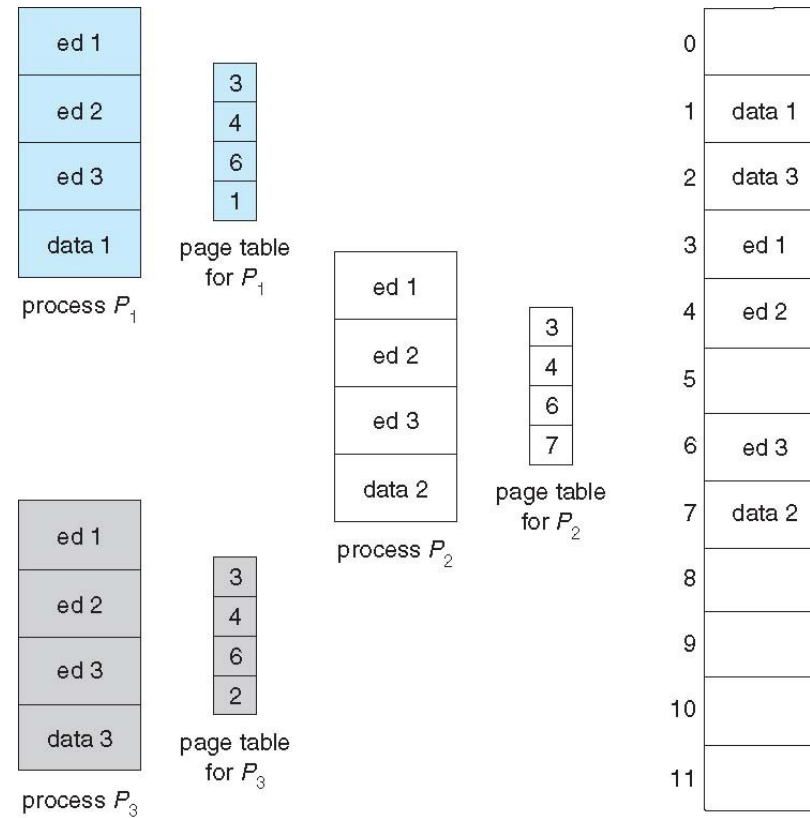 ed 1
ed 2
ed 3
data 1
process P1
3
4
6
1
page table
for P1
ed 1
ed 2
ed 3
data 2
process P2
3
4
6
7
page table
for P2
ed 1
ed 2
ed 3
data 3
process P3
3
4
6
2
page table
for P3
0
1 data 1
2 data 3
3 ed 1
4 ed 2
5
6 ed 3
7 data 2
8
9
10
11